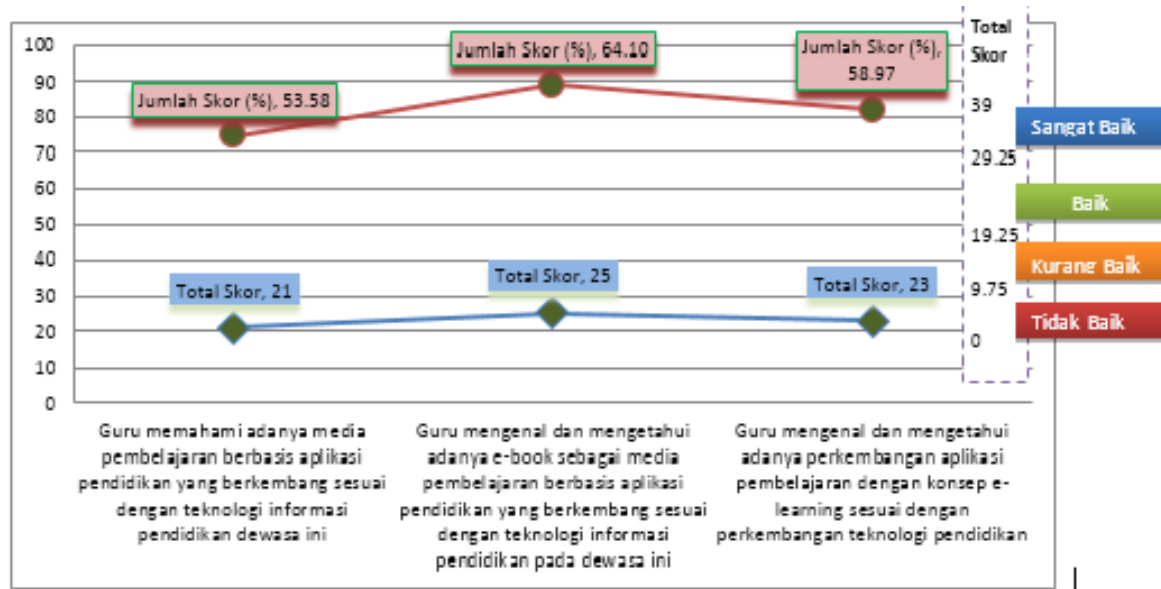 100
90
80
70
60
50
40
30
20
10
0
Jumlah Skor (%), 53.58
Jumlah Skor (%), 64.10
Jumlah Skor (%),
58.97
Total Skor, 21
Total Skor, 25
Total Skor, 23
Guru memahami adanya media
pembelajaran berbasis aplikasi
pendidikan yang berkembang sesuai
dengan teknologi informasi
pendidikan dewasa ini
Guru mengenal dan mengetahui
adanya e-book sebagai media
pembelajaran berbasis aplikasi
pendidikan yang berkembang sesuai
dengan teknologi informasi
pendidikan pada dewasa ini
Guru mengenal dan mengetahui
adanya perkembangan aplikasi
pembelajaran dengan konsep e-
learning sesuai dengan
perkembangan teknologi pendidikan
Total
Skor
39
29.25
19.25
9.75
0
Sangat Baik
Baik
Kurang Baik
Tidak Baik